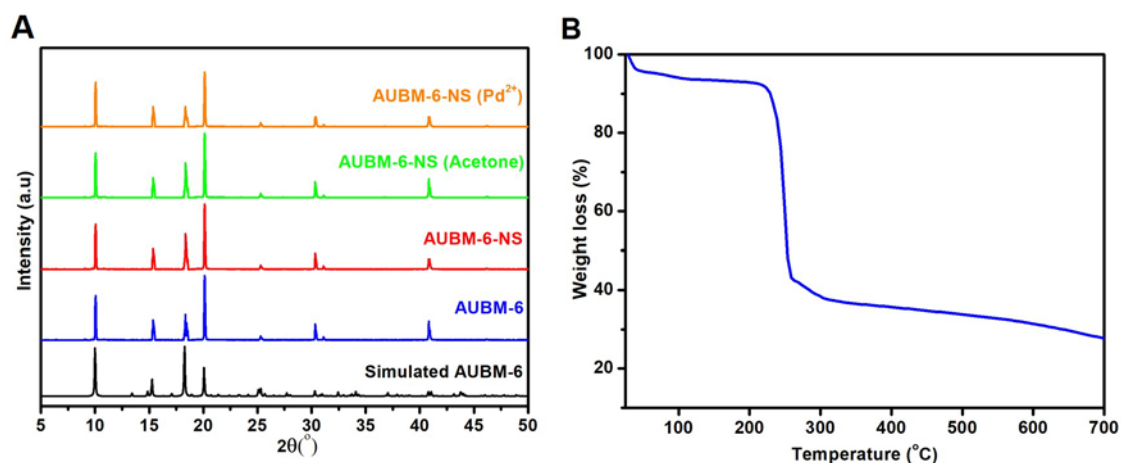 A
AUBM-6-NS (Pd²⁺)
AUBM-6-NS (Acetone)
AUBM-6-NS
AUBM-6
Simulated AUBM-6
Intensity (a.u)
5 10 15 20 25 30 35 40 45 50
2θ(°)
B
100
80
60
40
20
Weight loss (%)
100 200 300 400 500 600 700
Temperature (°C)